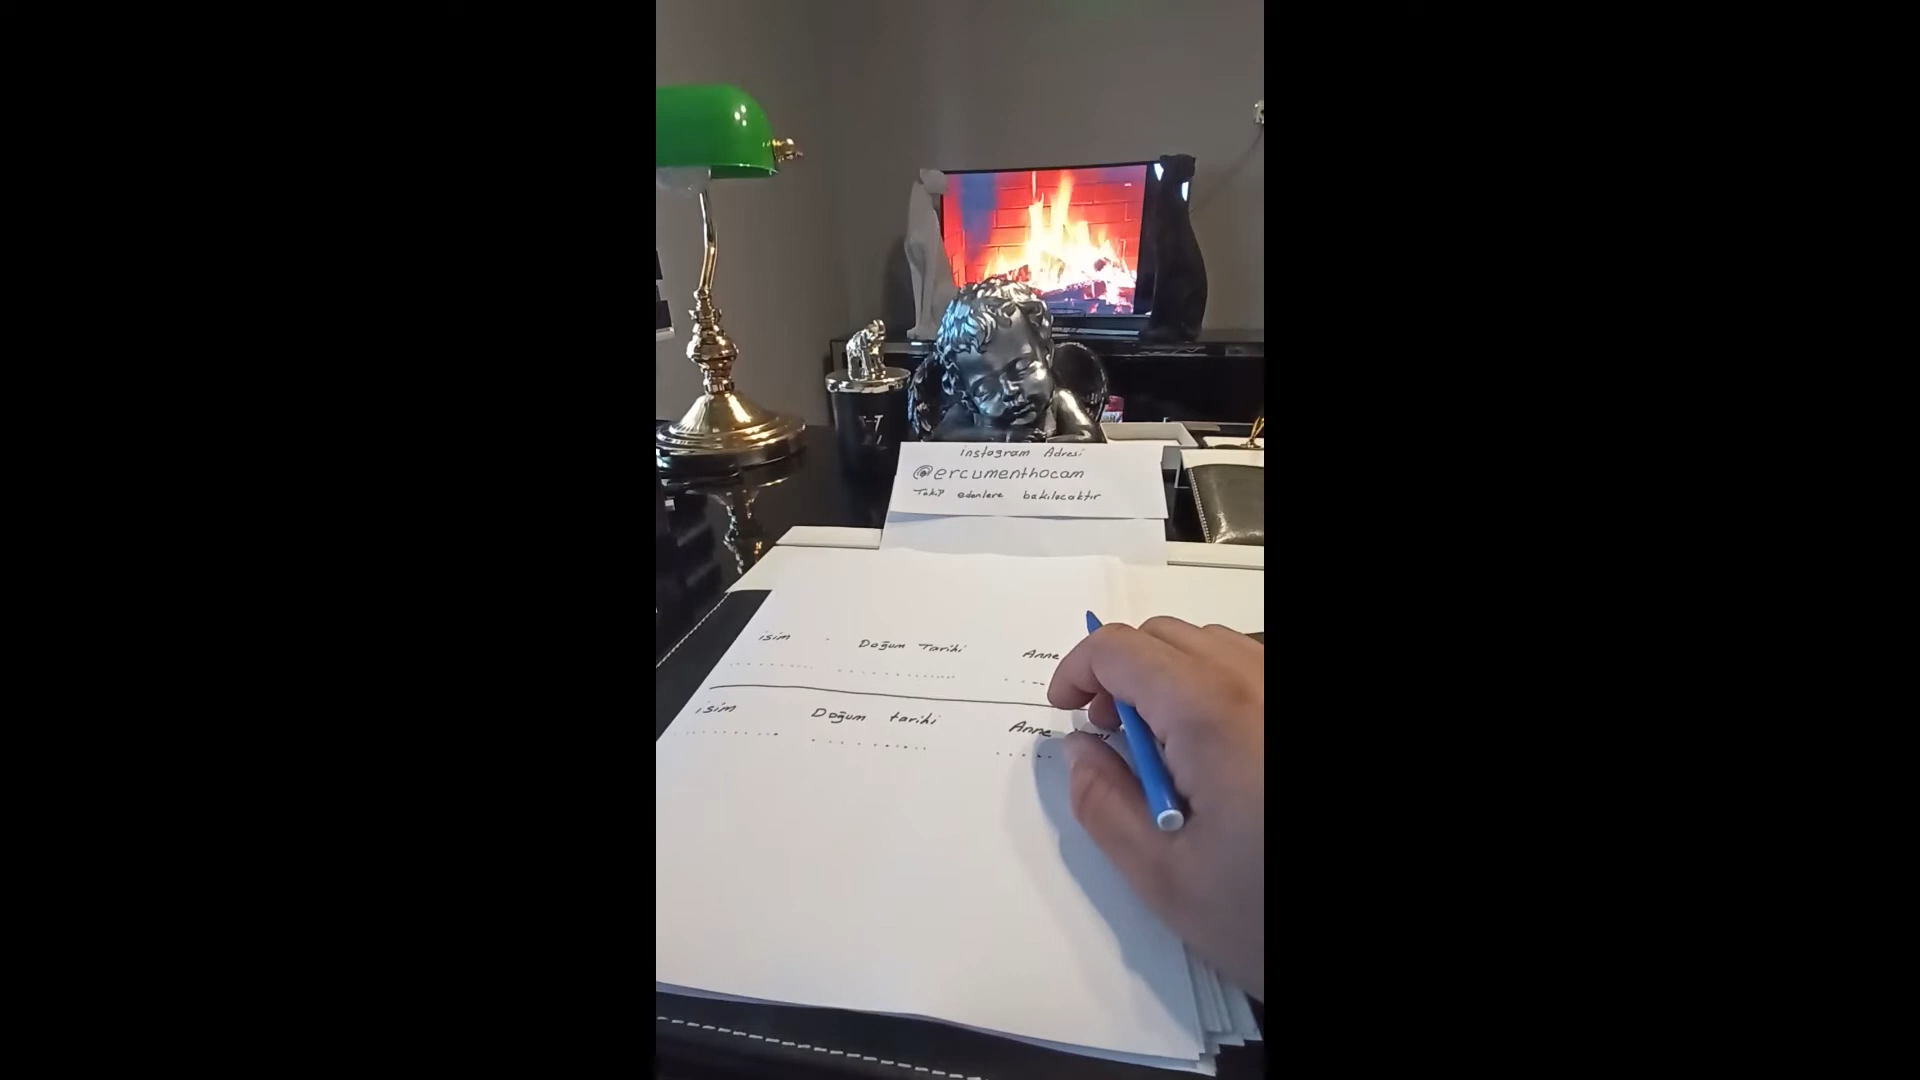 instagram Adresi
@ercumenthocam
Takip edenlere bakılacaktır
isim Doğum Tarihi Anne
isim Doğum tarihi Anne